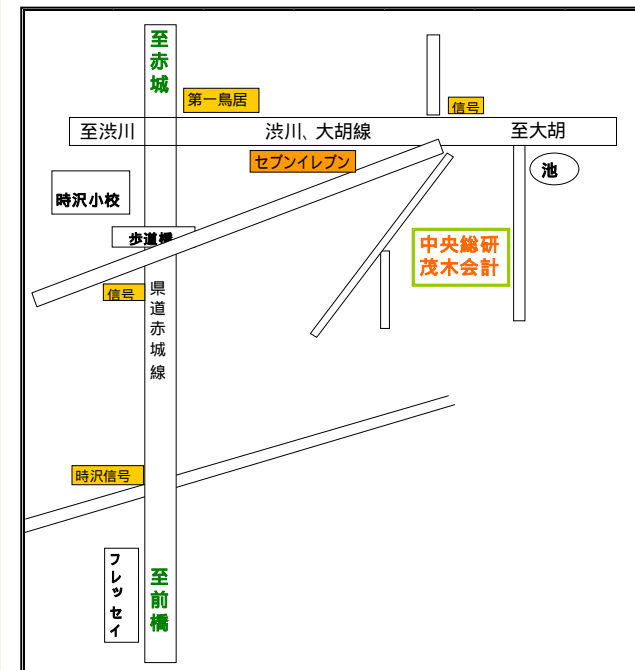 至赤城
第一鳥居
信号
至渋川
渋川、大胡線
至大胡
セブンイレブン
池
時沢小校
歩道橋
中央総研
茂木会計
信号
県道赤城線
時沢信号
フレッセイ
至前橋